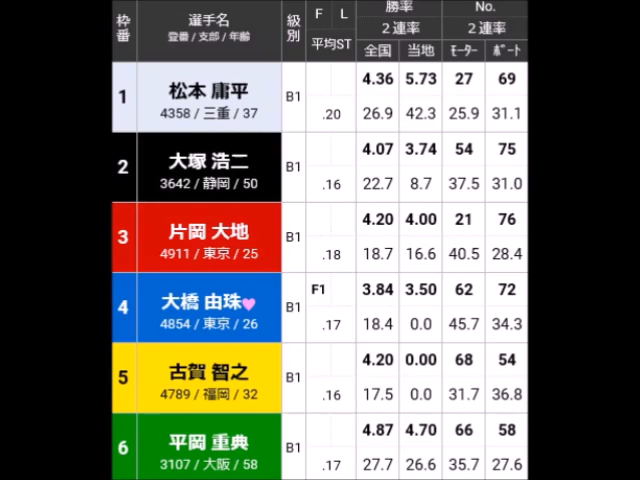 枠番 選手名 級別 F L 勝率 No.
登番 / 支部 / 年齢 平均ST 2連率 2連率
全国 当地 ﾓｰﾀｰ ﾎﾞｰﾄ
1 松本 庸平 B1 4.36 5.73 27 69
4358 / 三重 / 37 .20 26.9 42.3 25.9 31.1
2 大塚 浩二 B1 4.07 3.74 54 75
3642 / 静岡 / 50 .16 22.7 8.7 37.5 31.0
3 片岡 大地 B1 4.20 4.00 21 76
4911 / 東京 / 25 .18 18.7 16.6 40.5 28.4
4 大橋 由珠 B1 F1 3.84 3.50 62 72
4854 / 東京 / 26 .17 18.4 0.0 45.7 34.3
5 古賀 智之 B1 4.20 0.00 68 54
4789 / 福岡 / 32 .16 17.5 0.0 31.7 36.8
6 平岡 重典 B1 4.87 4.70 66 58
3107 / 大阪 / 58 .17 27.7 26.6 35.7 27.6